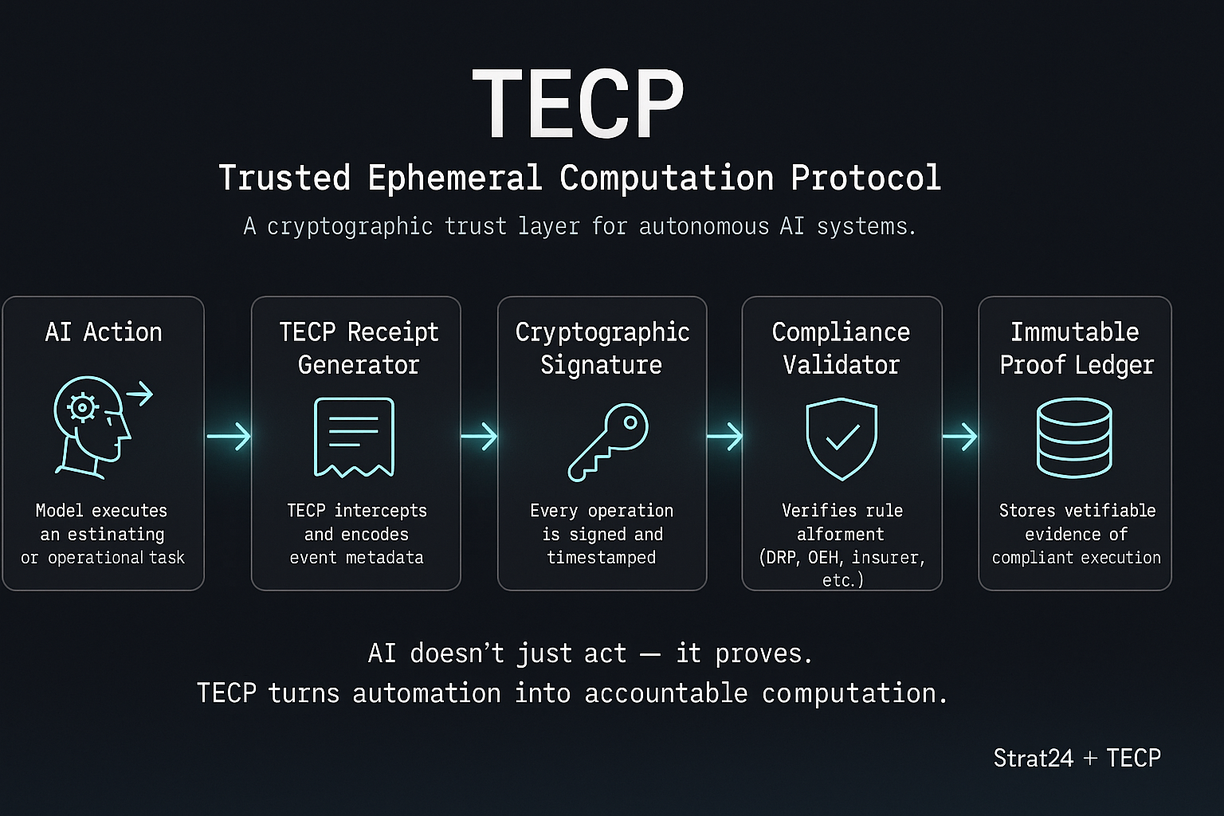 TECP
Trusted Ephemeral Computation Protocol
A cryptographic trust layer for autonomous AI systems.
AI Action
Model executes
an estinating
or operational task
TECP Receipt
Generator
TECP intercepts
and encodes
event metadata
Cryptographic
Signature
Every operation
is signed and
timestamped
Compliance
Validator
Verifies rule
alforment
(DRP, OEH, insurer,
etc.)
Immutable
Proof Ledger
Stores vetifiable
evidence of
compliant execution
AI doesn’t just act — it proves.
TECP turns automation into accountable computation.
Strat24 + TECP